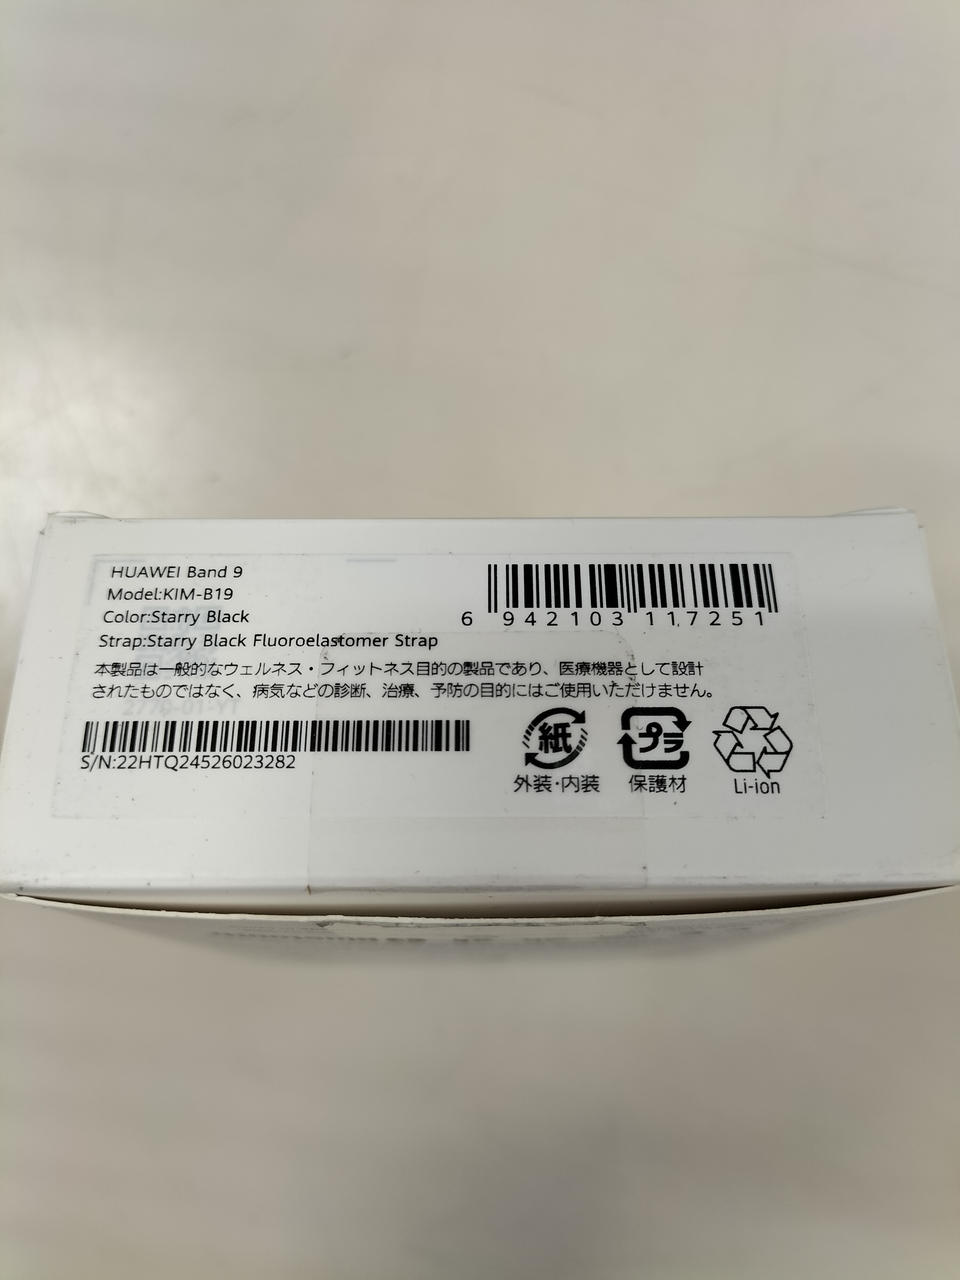 HUAWEI Band 9
Model:KIM-B19
Color:Starry Black
Strap:Starry Black Fluoroelastomer Strap
本製品は一般的なウェルネス・フィットネス目的の製品であり、医療機器として設計
されたものではなく、病気などの診断、治療、予防の目的にはご使用いただけません。
S/N:22HTQ24526023282
6 942103 117251
紙
外装・内装
プラ
保護材
Li-ion